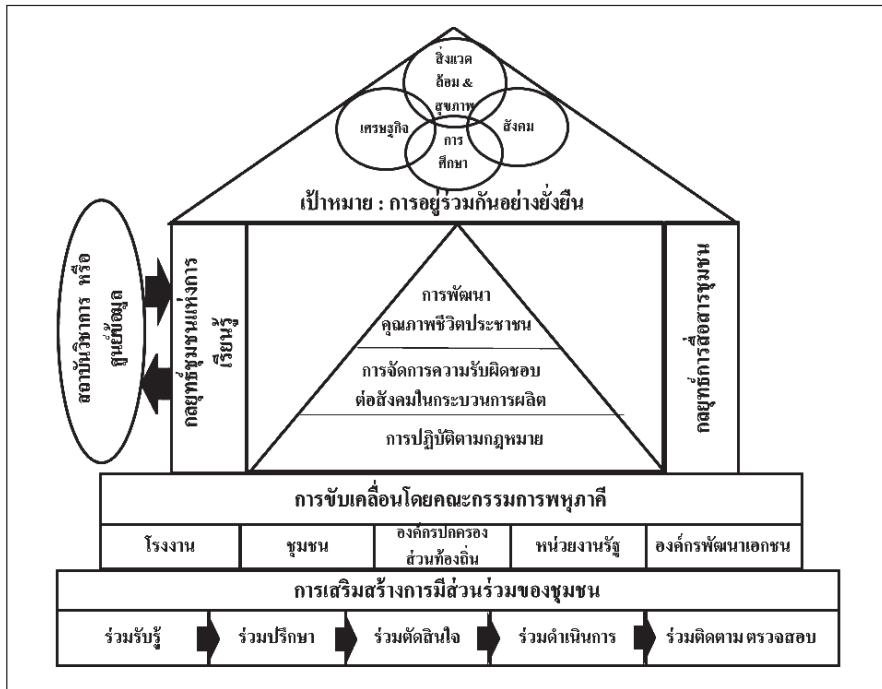 สิ่งแวด
ล้อม &
สุขภาพ
เศรษฐกิจ
สังคม
การ
ศึกษา
เป้าหมาย : การอยู่ร่วมกันอย่างยั่งยืน
สถาบันวิชาการ หรือ
ศูนย์ข้อมูล
กลยุทธ์ชุมชนแห่งการ
เรียนรู้
การพัฒนา
คุณภาพชีวิตประชาชน
การจัดการความรับผิดชอบ
ต่อสังคมในกระบวนการผลิต
การปฏิบัติตามกฎหมาย
กลยุทธ์การสื่อสารชุมชน
การขับเคลื่อนโดยคณะกรรมการพหุภาคี
โรงงาน
ชุมชน
องค์กรปกครอง
ส่วนท้องถิ่น
หน่วยงานรัฐ
องค์กรพัฒนาเอกชน
การเสริมสร้างการมีส่วนร่วมของชุมชน
ร่วมรับรู้
ร่วมปรึกษา
ร่วมตัดสินใจ
ร่วมดำเนินการ
ร่วมติดตาม ตรวจสอบ